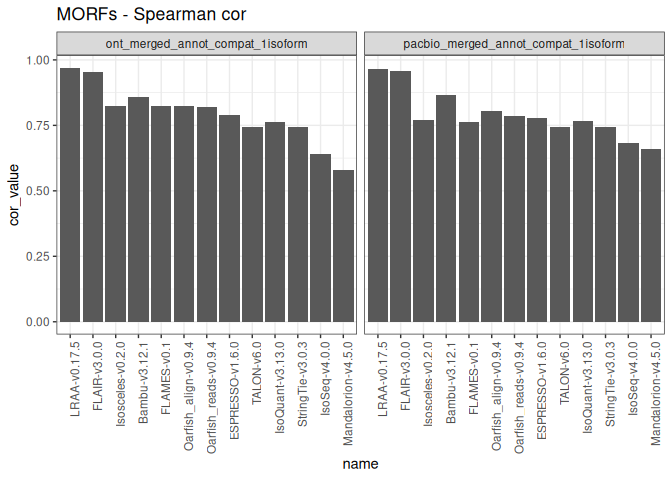 MORFs - Spearman cor
ont_merged_annot_compat_1isoform
pacbio_merged_annot_compat_1isoform
cor_value
1.00
0.75
0.50
0.25
0.00
LRAA-v0.17.5
FLAIR-v3.0.0
Isosceles-v0.2.0
Bambu-v3.12.1
FLAMES-v0.1
Oarfish_align-v0.9.4
Oarfish_reads-v0.9.4
ESPRESSO-v1.6.0
TALON-v6.0
IsoQuant-v3.13.0
StringTie-v3.0.3
IsoSeq-v4.0.0
Mandalorion-v4.5.0
LRAA-v0.17.5
FLAIR-v3.0.0
Isosceles-v0.2.0
Bambu-v3.12.1
FLAMES-v0.1
Oarfish_align-v0.9.4
Oarfish_reads-v0.9.4
ESPRESSO-v1.6.0
TALON-v6.0
IsoQuant-v3.13.0
StringTie-v3.0.3
IsoSeq-v4.0.0
Mandalorion-v4.5.0
name